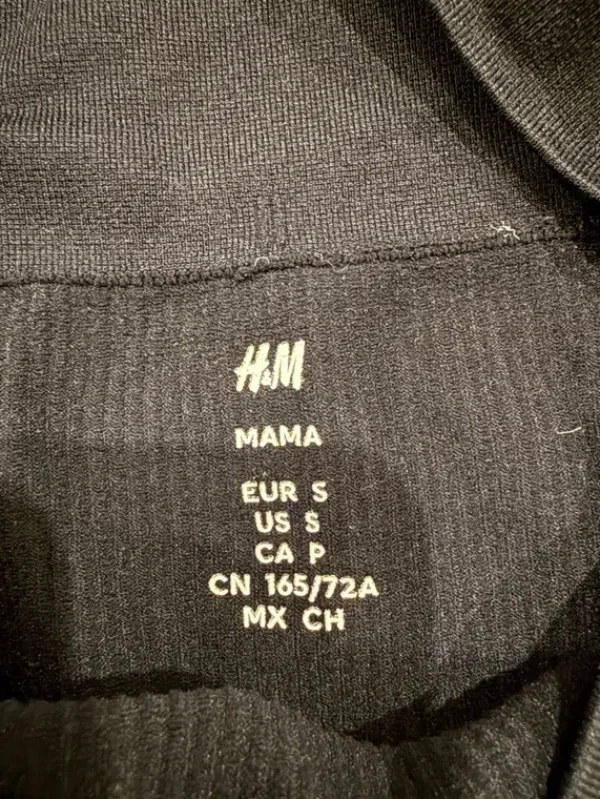 H&M
MAMA
EUR S
US S
CA P
CN 165/72A
MX CH